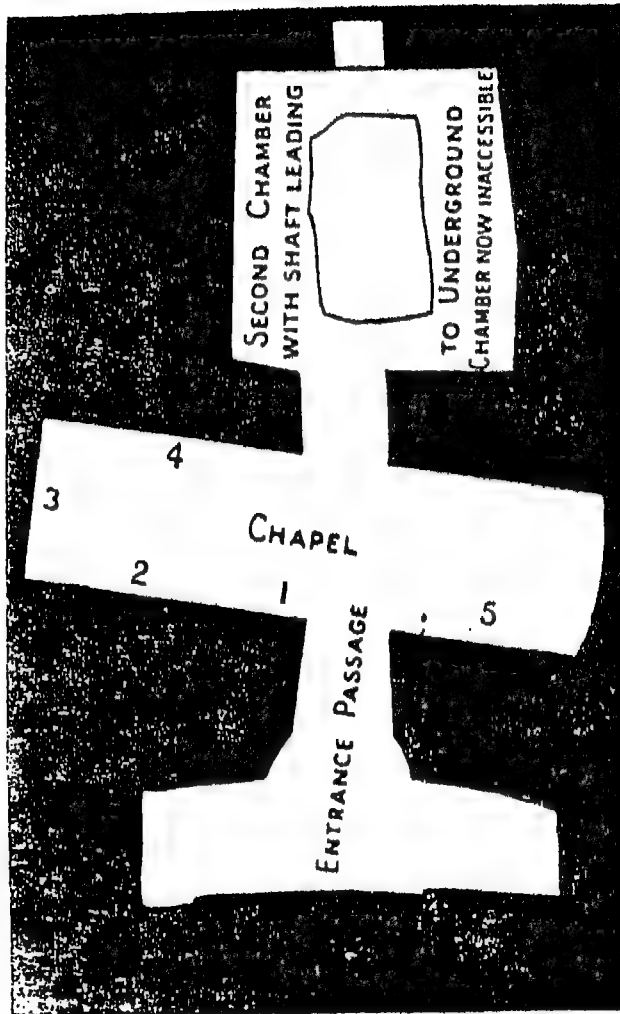 SECOND CHAMBER
WITH SHAFT LEADING
TO UNDERGROUND
CHAMBER NOW INACCESSIBLE
CHAPEL
ENTRANCE PASSAGE
1
2
3
4
5